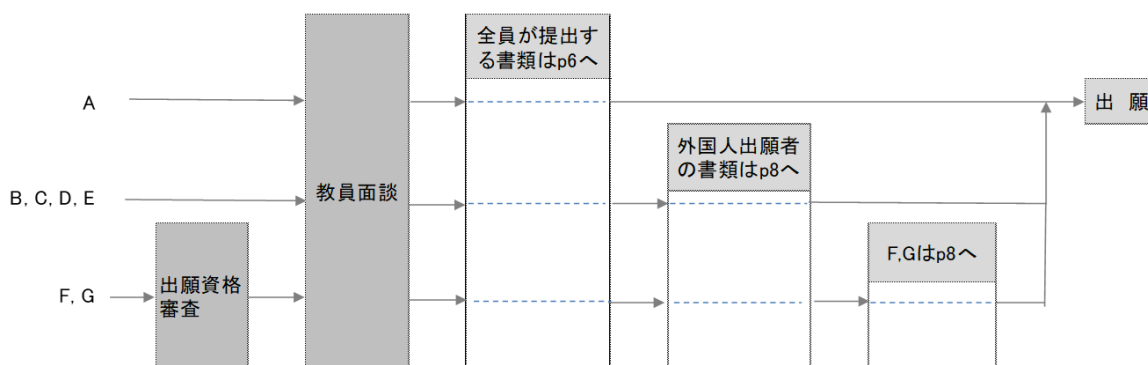 全員が提出す
る書類はp6へ
A
出　願
外国人出願者
の書類はp8へ
B, C, D, E
教員面談
F,Gはp8へ
F, G
出願資格
審査